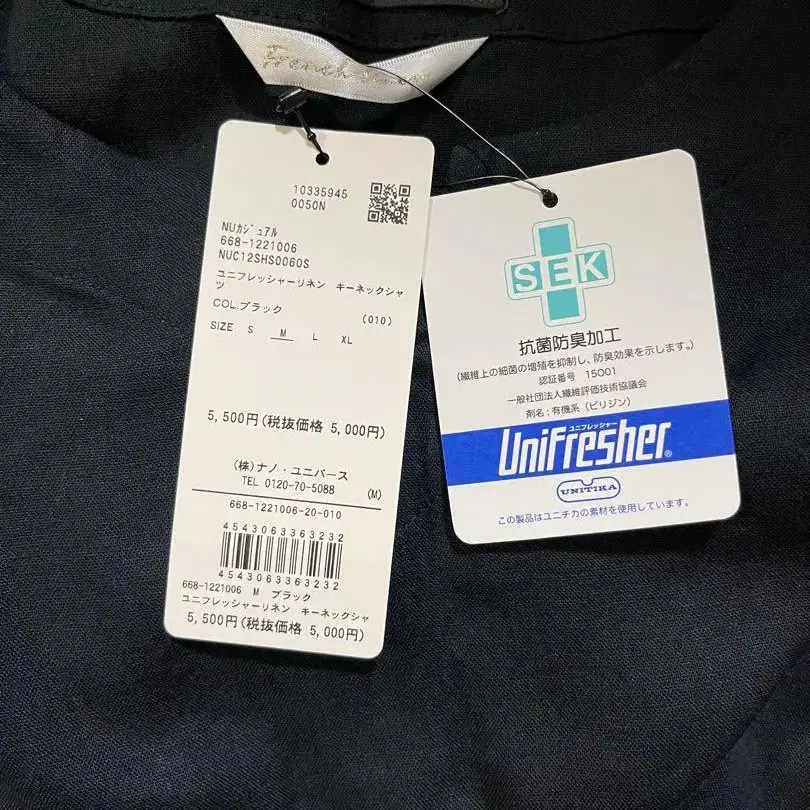 French
10335945
0050N
NUカジュアル
668-1221006
NUC12SHS0060S
ユニフレッシャーリネン キーネックシャ
ツ
COL.ブラック (010)
SIZE S M L XL
5,500円(税抜価格 5,000円)
(株)ナノ・ユニバース
TEL 0120-70-5088 (M)
668-1221006-20-010
4543063363232
4543063363232
668-1221006 M ブラック
ユニフレッシャーリネン キーネックシャ
5,500円(税抜価格 5,000円)
SEK
抗菌防臭加工
(繊維上の細菌の増殖を抑制し、防臭効果を示します。)
認証番号 15001
一般社団法人繊維評価技術協議会
剤名:有機系(ピリジン)
ユニフレッシャー
UniFresher®
UNITIKA
この製品はユニチカの素材を使用しています。